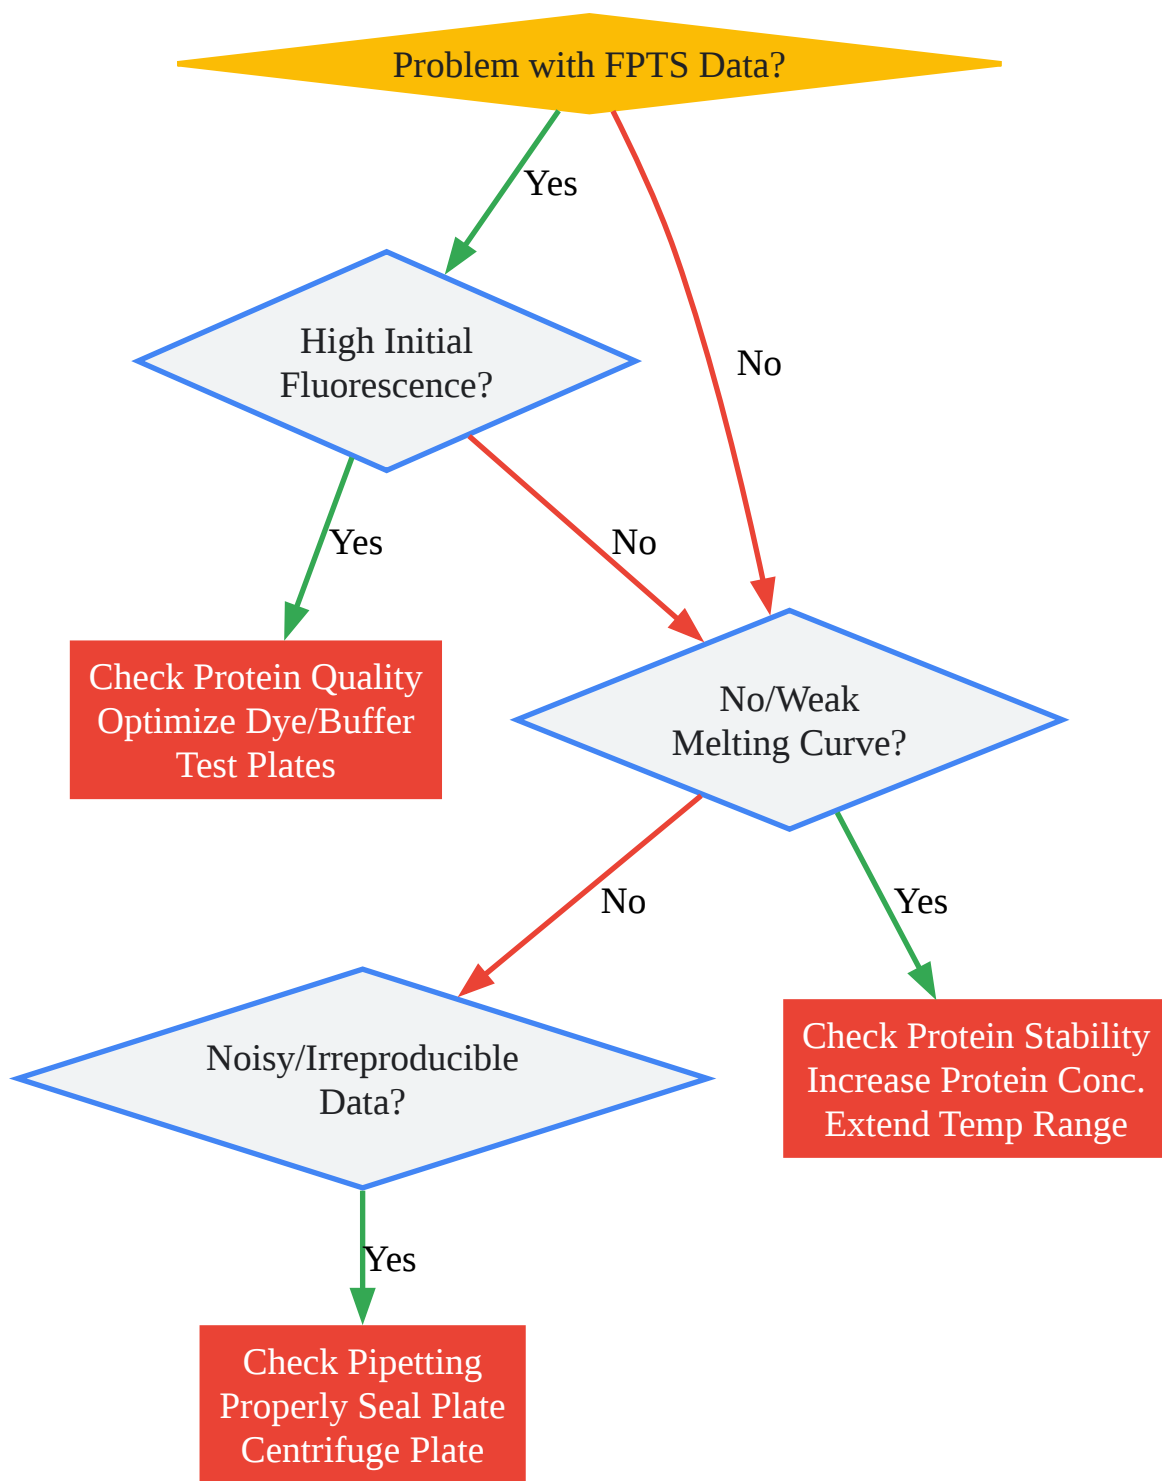 Problem with FPTS Data?
Yes
High Initial
Fluorescence?
No
Yes
No
Check Protein Quality
Optimize Dye/Buffer
Test Plates
No/Weak
Melting Curve?
No
Yes
Noisy/Irreproducible
Data?
Check Protein Stability
Increase Protein Conc.
Extend Temp Range
Yes
Check Pipetting
Properly Seal Plate
Centrifuge Plate